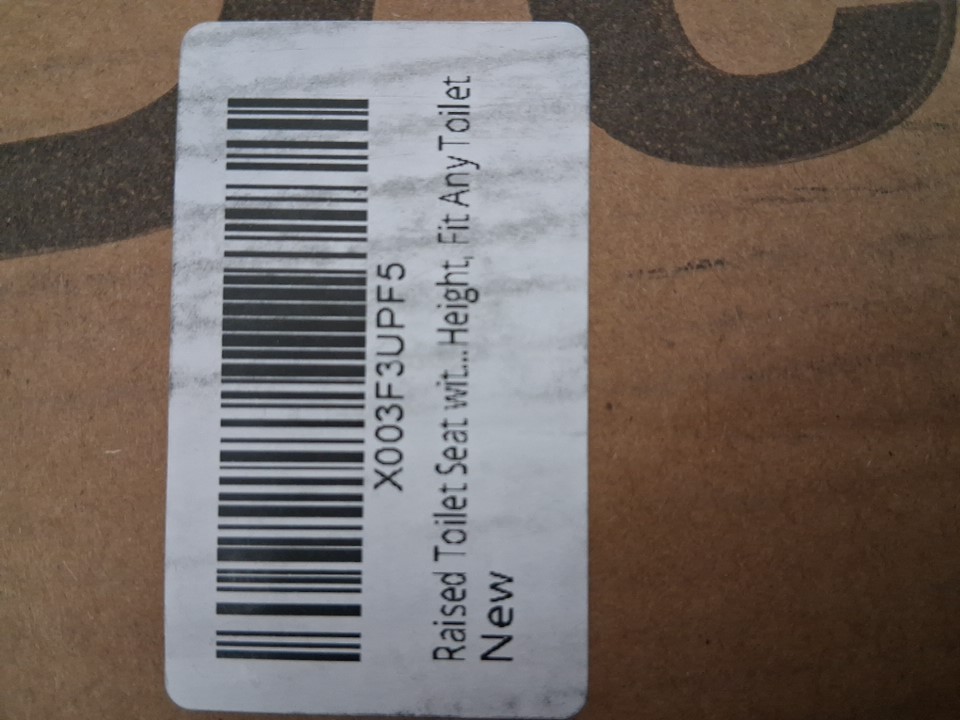 X003F3UPF5
Raised Toilet Seat wit...Height, Fit Any Toilet
New